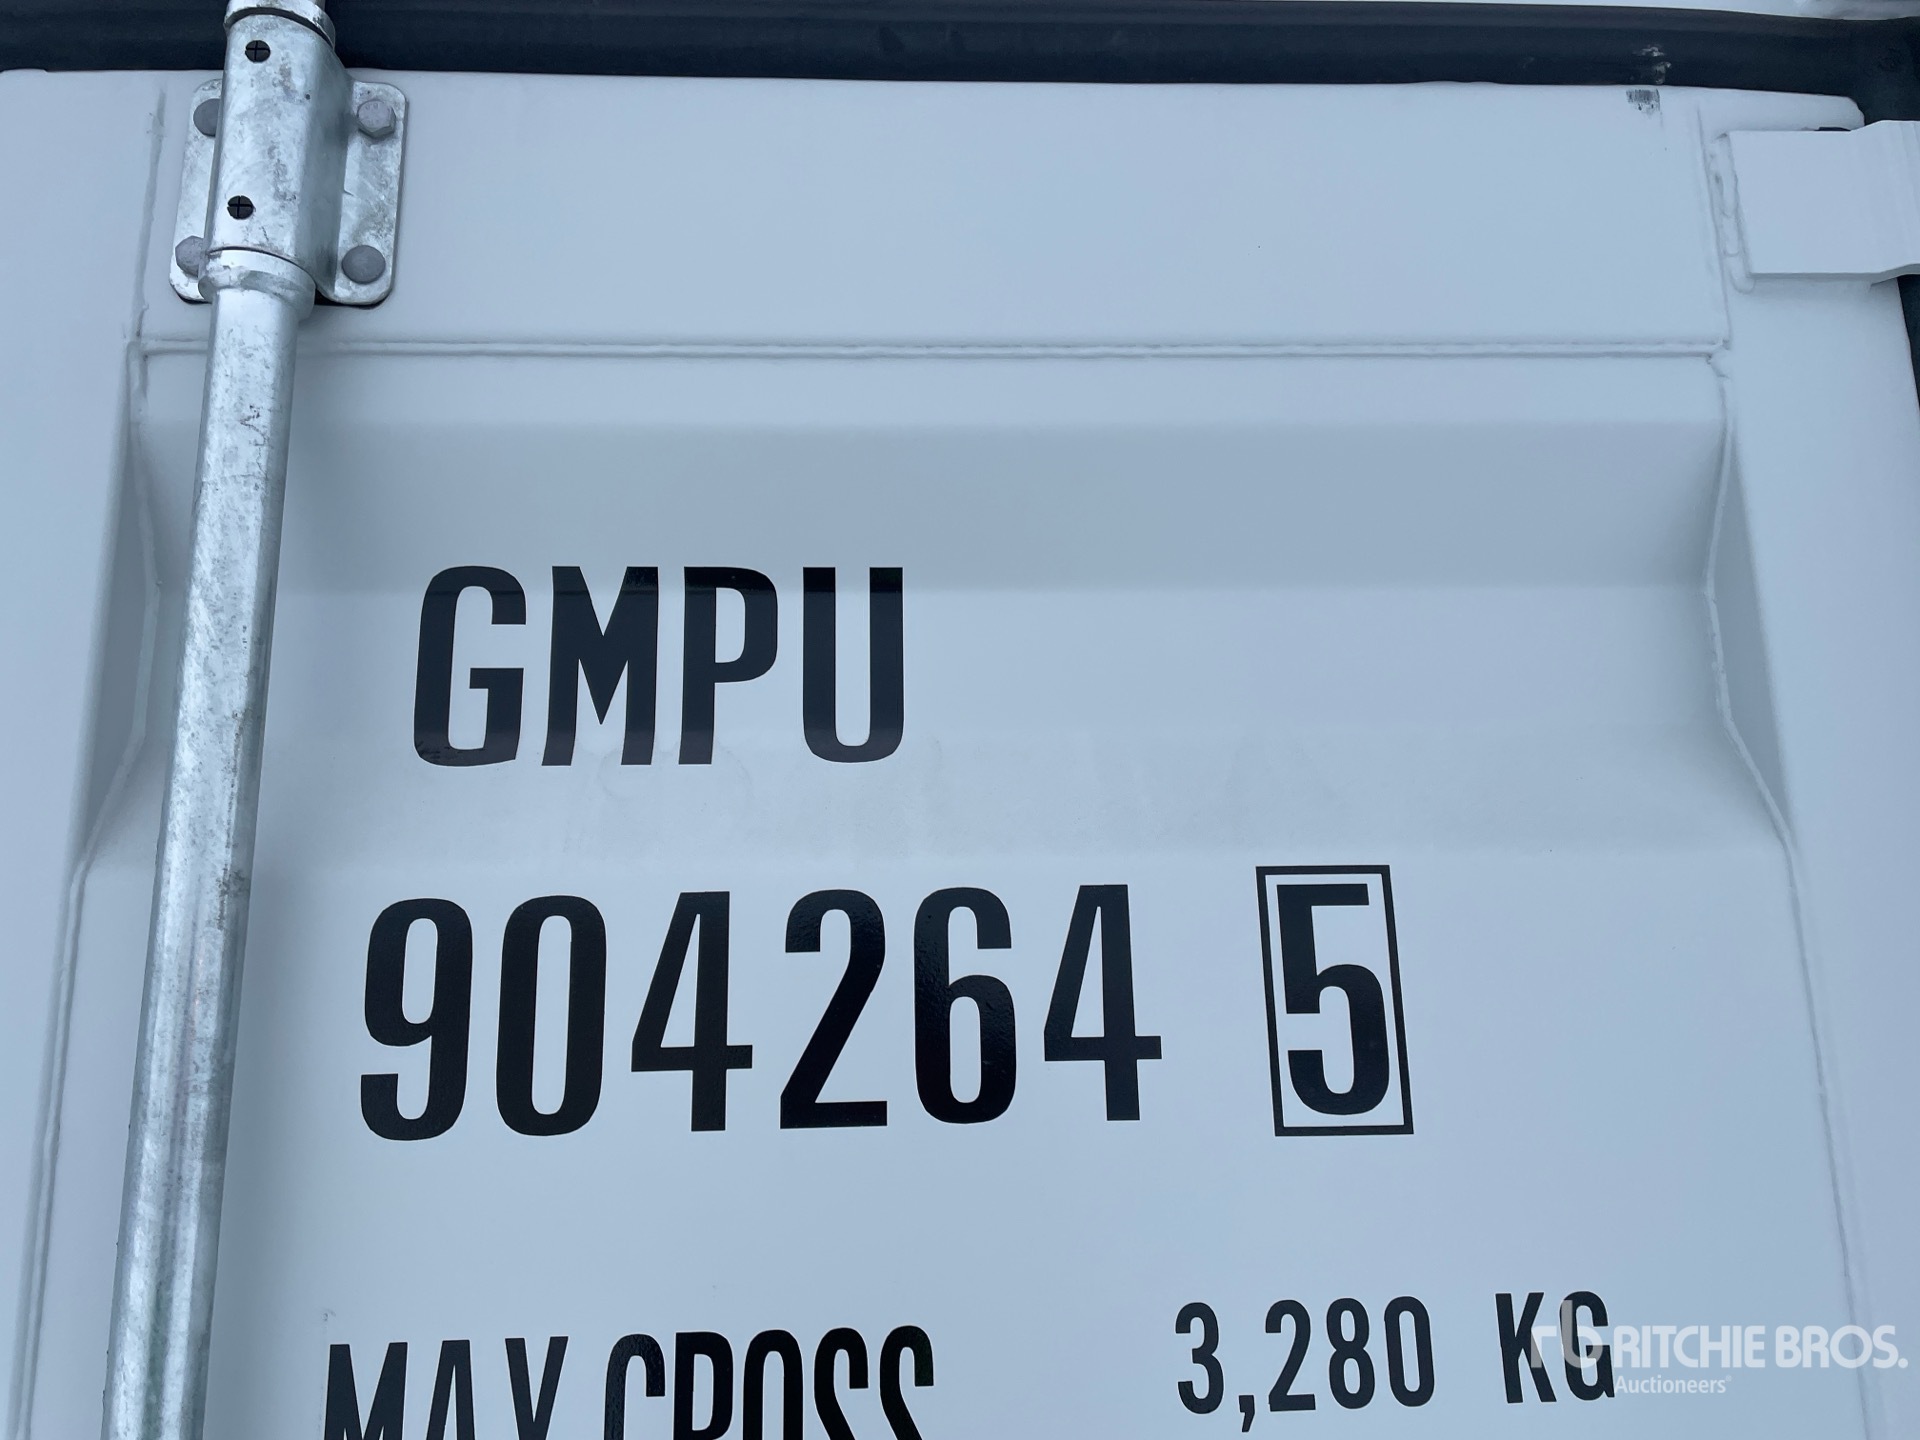 GMPU
904264 5
MAX GROSS 3,280 KG
RITCHIE BROS.
Auctioneers